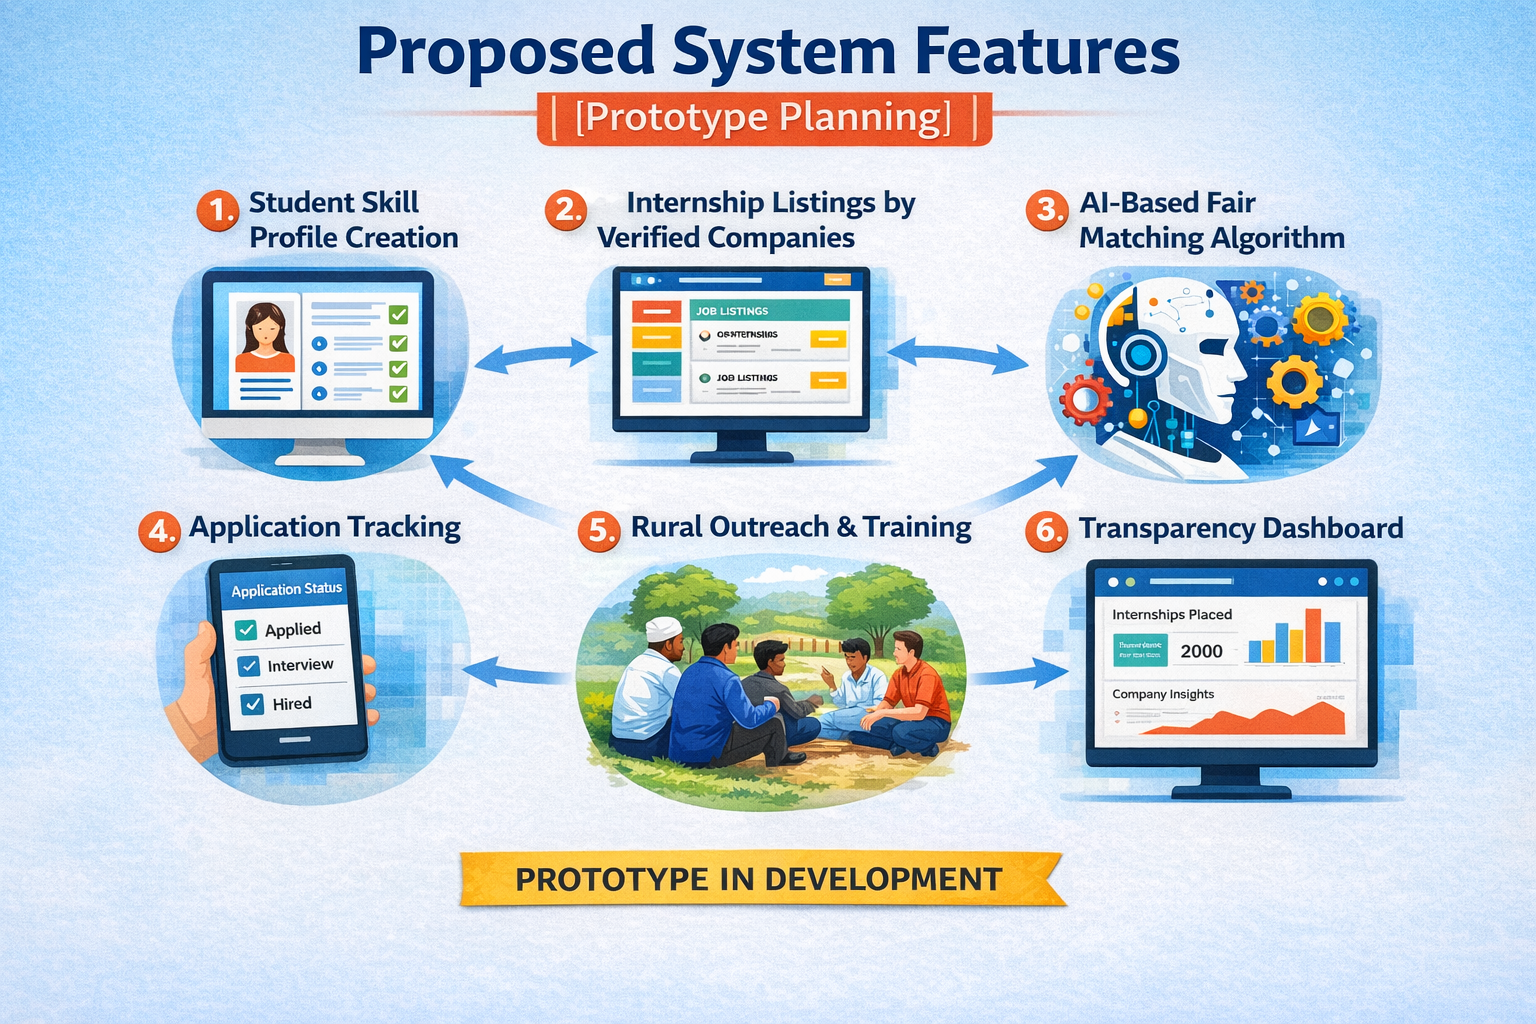 Proposed System Features
[Prototype Planning]
1. Student Skill
Profile Creation
2. Internship Listings by
Verified Companies
3. AI-Based Fair
Matching Algorithm
JOB LISTINGS
JOB LISTINGS
4. Application Tracking
Application Status
Applied
Interview
Hired
5. Rural Outreach & Training
6. Transparency Dashboard
Internships Placed
2000
Company Insights
PROTOTYPE IN DEVELOPMENT